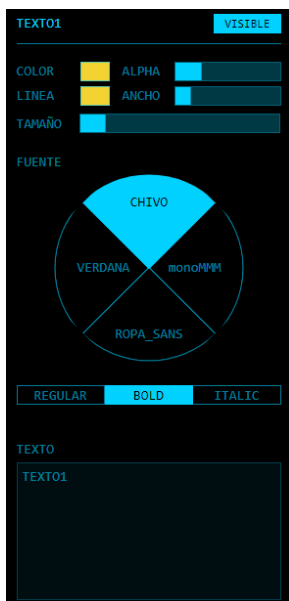 TEXTO1 VISIBLE
COLOR ALPHA
LINEA ANCHO
TAMAÑO
FUENTE
CHIVO
VERDANA monoMMM
ROPA_SANS
REGULAR BOLD ITALIC
TEXTO
TEXTO1